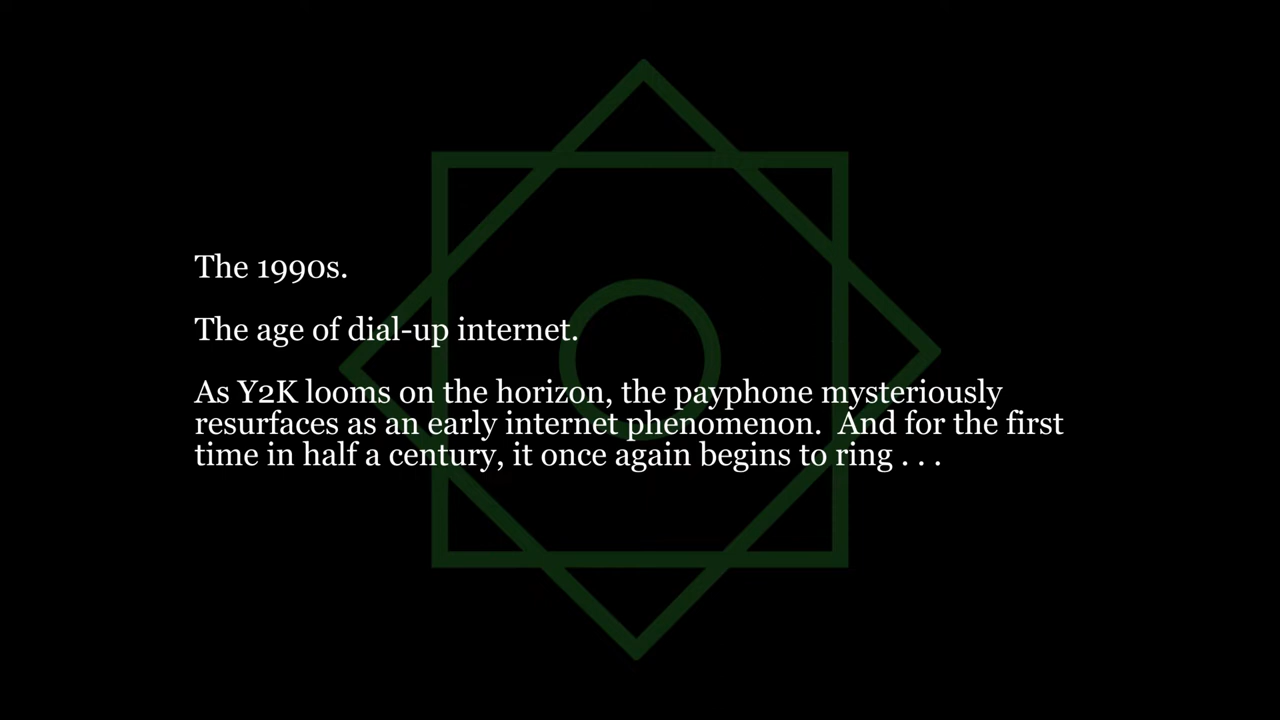 The 1990s.
The age of dial-up internet.
As Y2K looms on the horizon, the payphone mysteriously
resurfaces as an early internet phenomenon.  And for the first
time in half a century, it once again begins to ring . . .